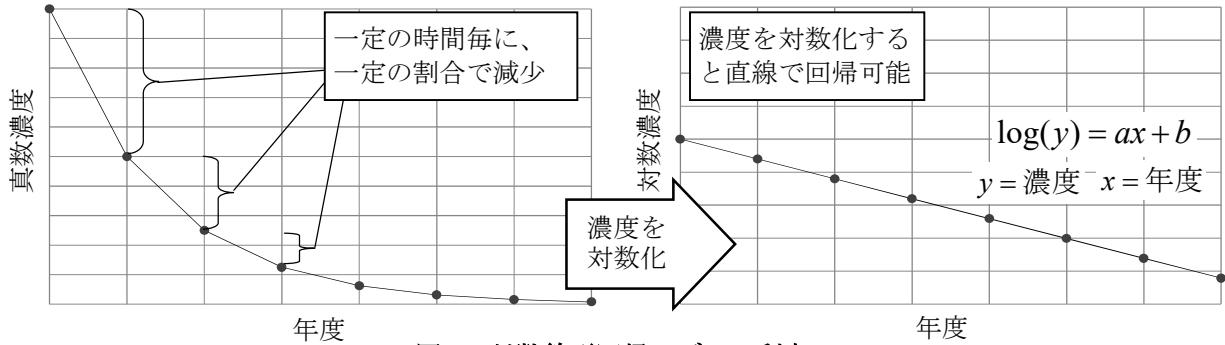 一定の時間毎に、
一定の割合で減少
真数濃度
年度
濃度を
対数化
濃度を対数化する
と直線で回帰可能
対数濃度
log(y) = ax + b
y = 濃度 x = 年度
年度